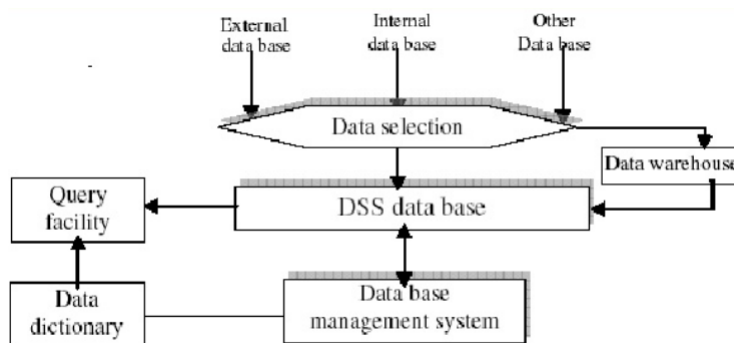 External
data base
Internal
data base
Other
Data base
Data selection
Data warehouse
Query
facility
DSS data base
Data
dictionary
Data base
management system